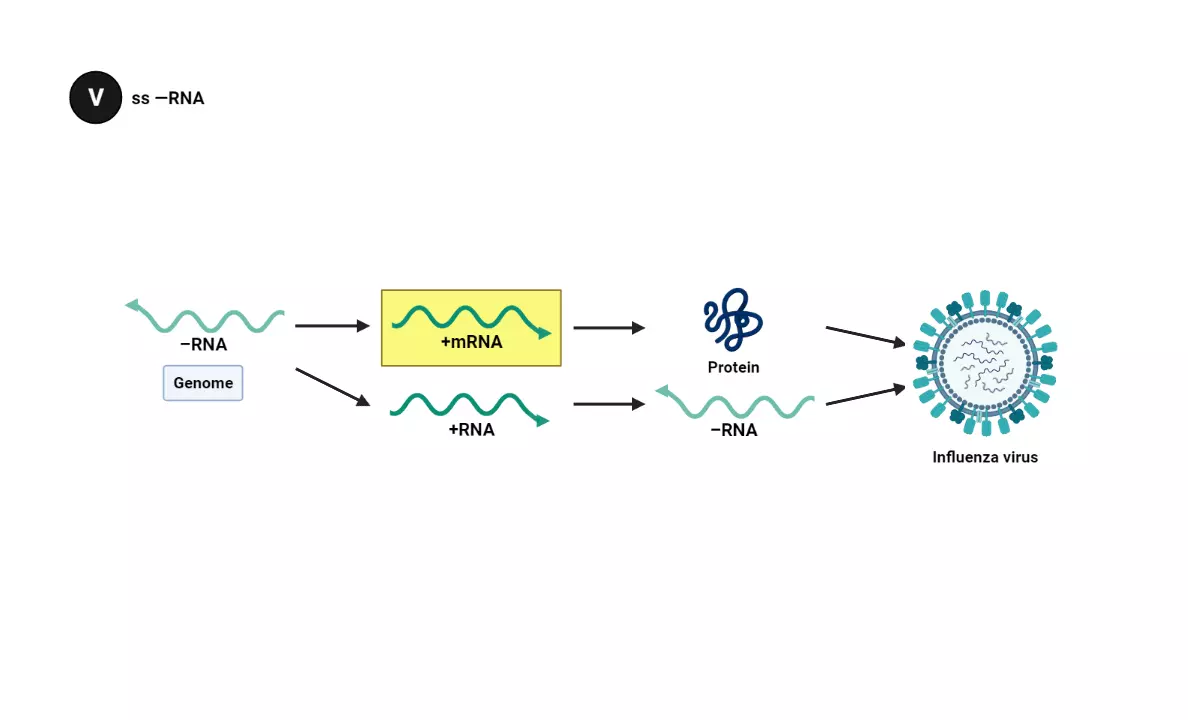 V
ss –RNA
–RNA
Genome
+mRNA
+RNA
Protein
–RNA
Influenza virus